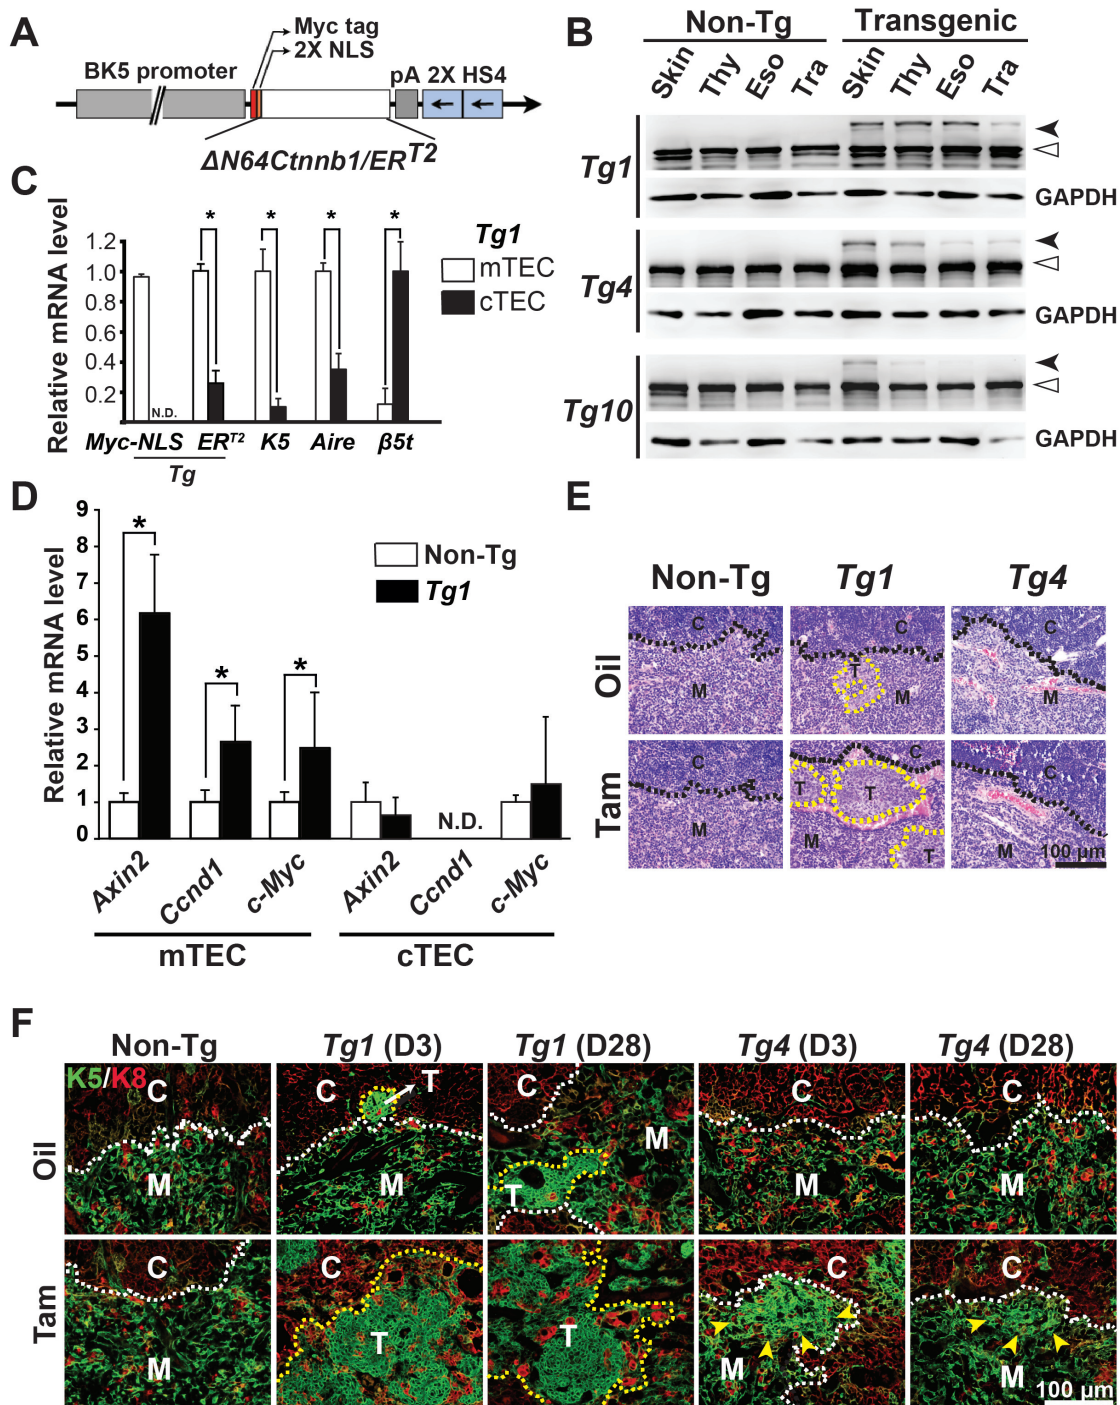 A
Myc tag
2X NLS
BK5 promoter
pA 2X HS4
ΔN64Ctnnb1/ER^T2
B
Non-Tg Transgenic
Skin Thy Eso Tra Skin Thy Eso Tra
Tg1
GAPDH
Tg4
GAPDH
Tg10
GAPDH
C
Relative mRNA level
1.2
1.0
0.8
0.6
0.4
0.2
* * * *
N.D.
Tg1
mTEC
cTEC
Myc-NLS ER^T2 K5 Aire β5t
Tg
D
Relative mRNA level
9
8
7
6
5
4
3
2
1
0
* * *
Non-Tg
Tg1
N.D.
Axin2 Ccnd1 c-Myc Axin2 Ccnd1 c-Myc
mTEC cTEC
E
Non-Tg Tg1 Tg4
Oil
C C C
T
M M M
Tam
C C C
T T
M M M
T
100 µm
F
Non-Tg Tg1 (D3) Tg1 (D28) Tg4 (D3) Tg4 (D28)
K5/K8
Oil
C C T C C C
M M M M M
T
Tam
C C C C
T T
M M M
100 µm